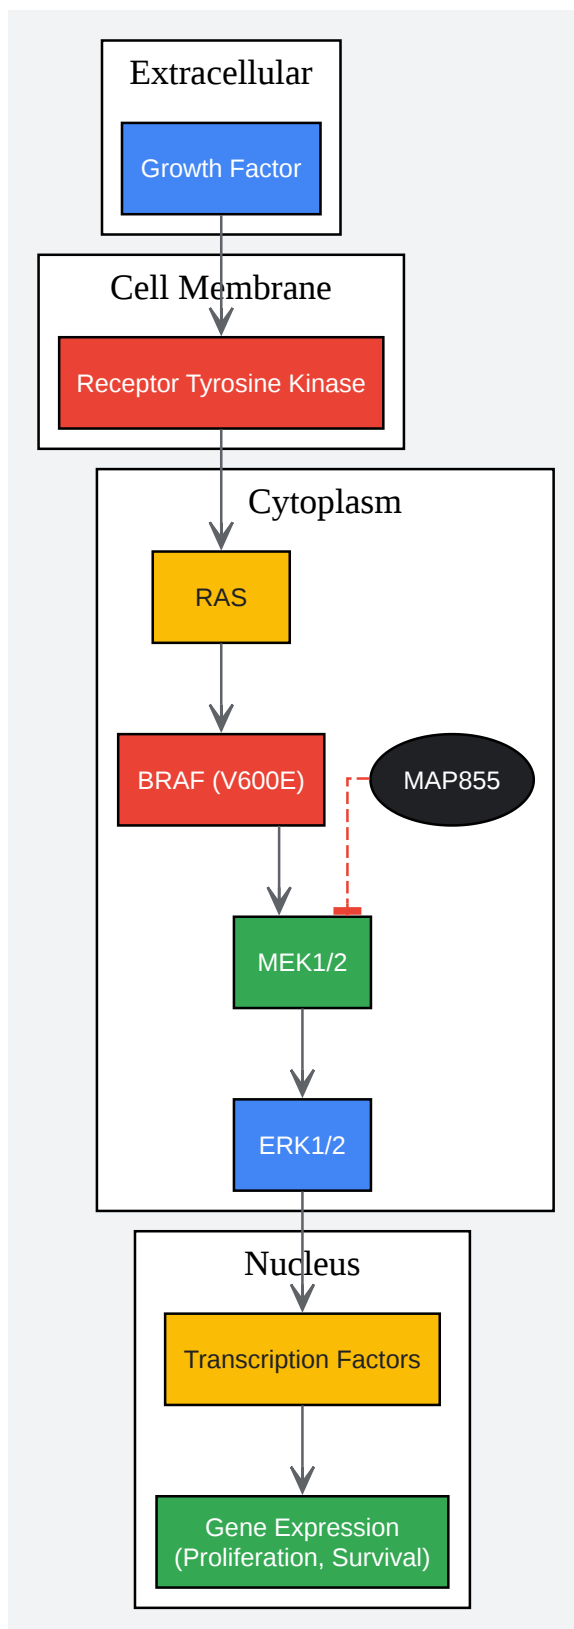 Extracellular
Growth Factor
Cell Membrane
Receptor Tyrosine Kinase
Cytoplasm
RAS
BRAF (V600E)
MAP855
MEK1/2
ERK1/2
Nucleus
Transcription Factors
Gene Expression
(Proliferation, Survival)